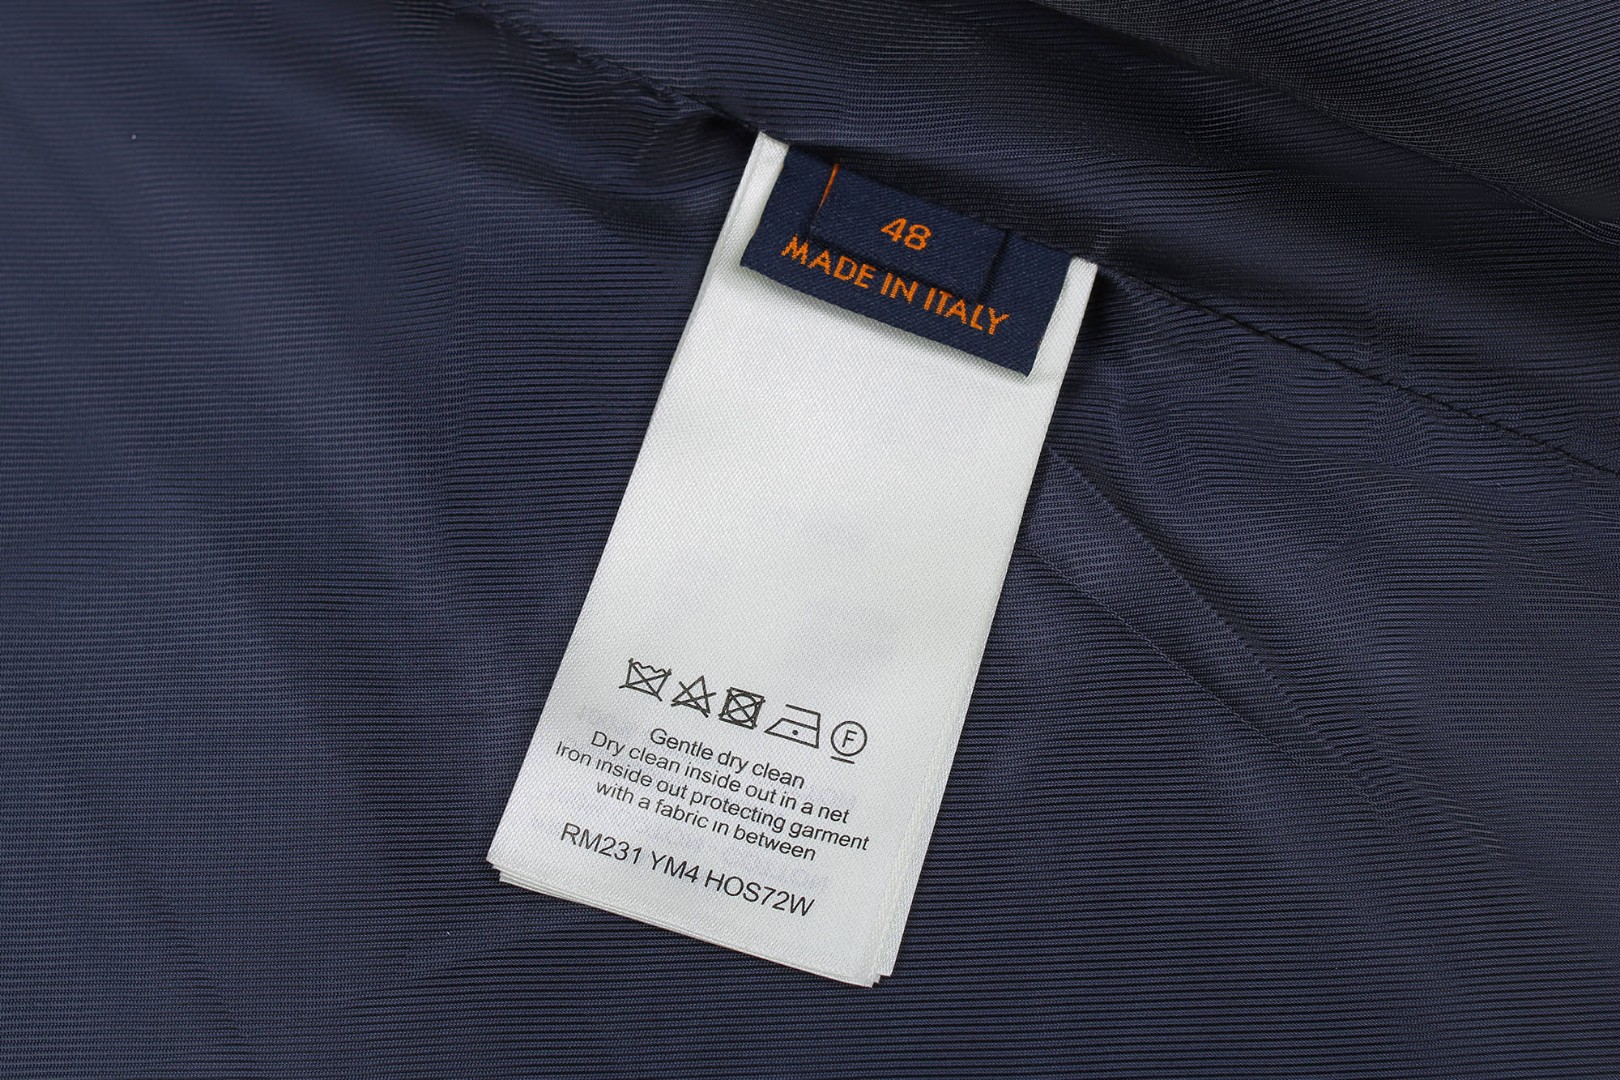 48
MADE IN ITALY
F
Gentle dry clean
Dry clean inside out in a net
Iron inside out protecting garment
with a fabric in between
RM231 YM4 HOS72W